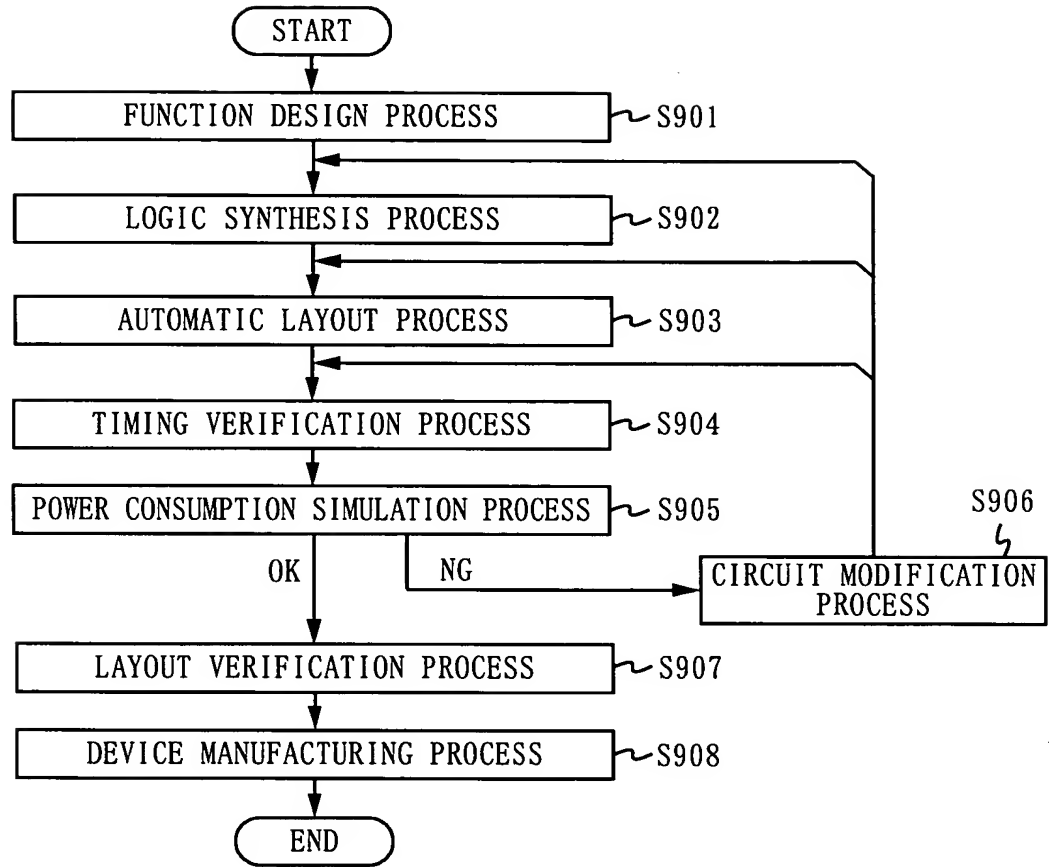 START
FUNCTION DESIGN PROCESS
S901
LOGIC SYNTHESIS PROCESS
S902
AUTOMATIC LAYOUT PROCESS
S903
TIMING VERIFICATION PROCESS
S904
POWER CONSUMPTION SIMULATION PROCESS
S905
S906
OK
NG
CIRCUIT MODIFICATION
PROCESS
LAYOUT VERIFICATION PROCESS
S907
DEVICE MANUFACTURING PROCESS
S908
END